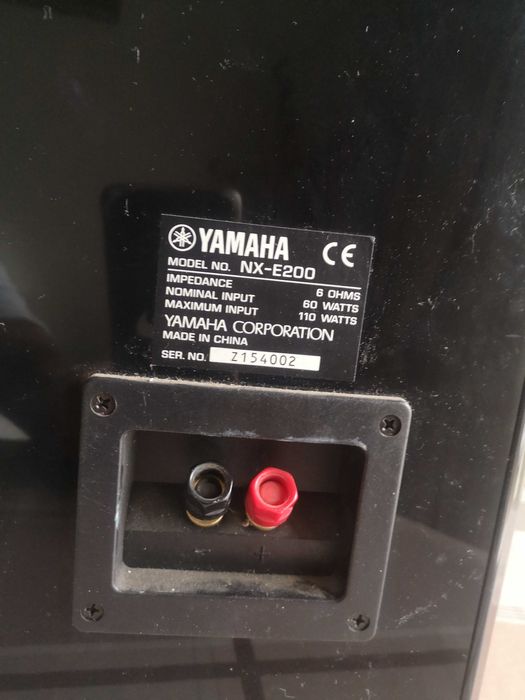 YAMAHA CE
MODEL NO. NX-E200
IMPEDANCE 6 OHMS
NOMINAL INPUT 60 WATTS
MAXIMUM INPUT 110 WATTS
YAMAHA CORPORATION
MADE IN CHINA
SER. NO. Z154002
- +